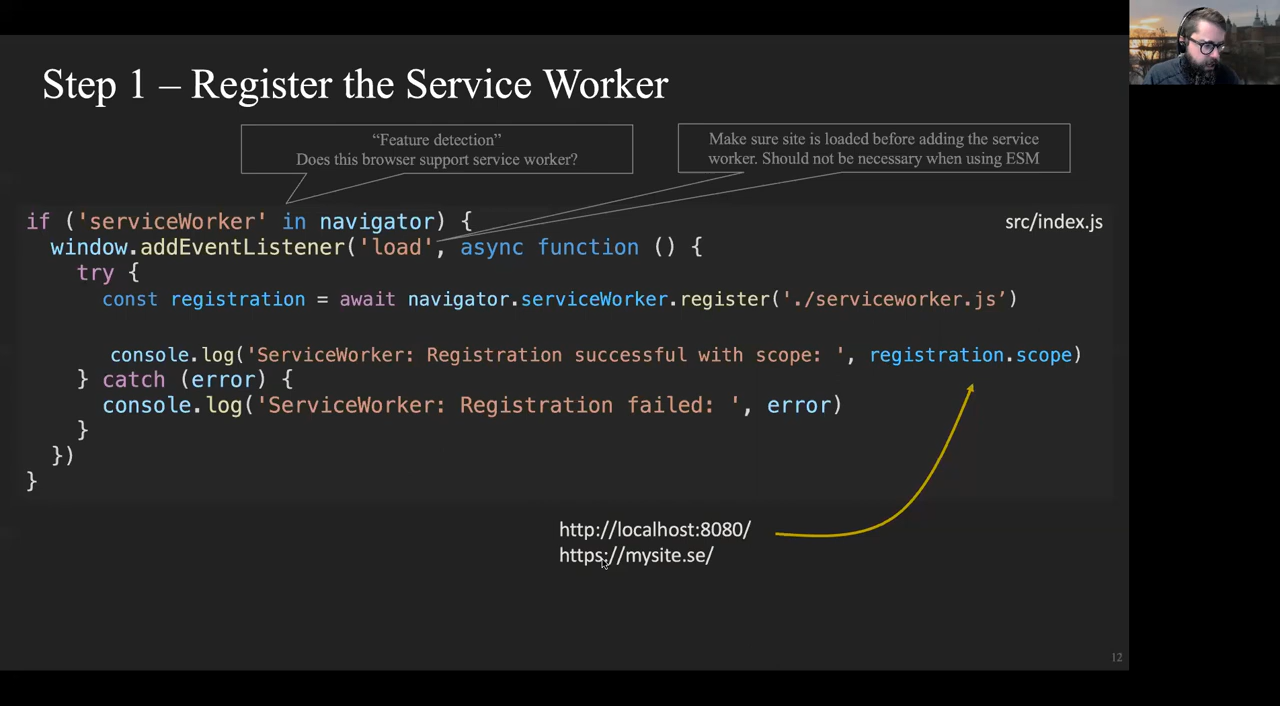 Step 1 – Register the Service Worker
“Feature detection”
Does this browser support service worker?
Make sure site is loaded before adding the service
worker. Should not be necessary when using ESM
src/index.js
if ('serviceWorker' in navigator) {
window.addEventListener('load', async function () {
try {
const registration = await navigator.serviceWorker.register('./serviceworker.js’)
console.log('ServiceWorker: Registration successful with scope: ', registration.scope)
} catch (error) {
console.log('ServiceWorker: Registration failed: ', error)
}
})
}
http://localhost:8080/
https://mysite.se/
12